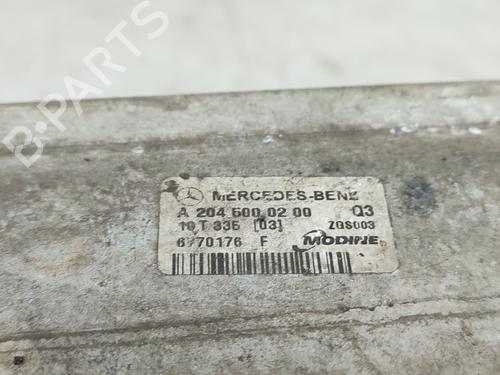 MERCEDES-BENZ
A 204 500 02 00 Q3
10 T 335 [03] ZGS003
6770176 F MODINE
B-PARTS